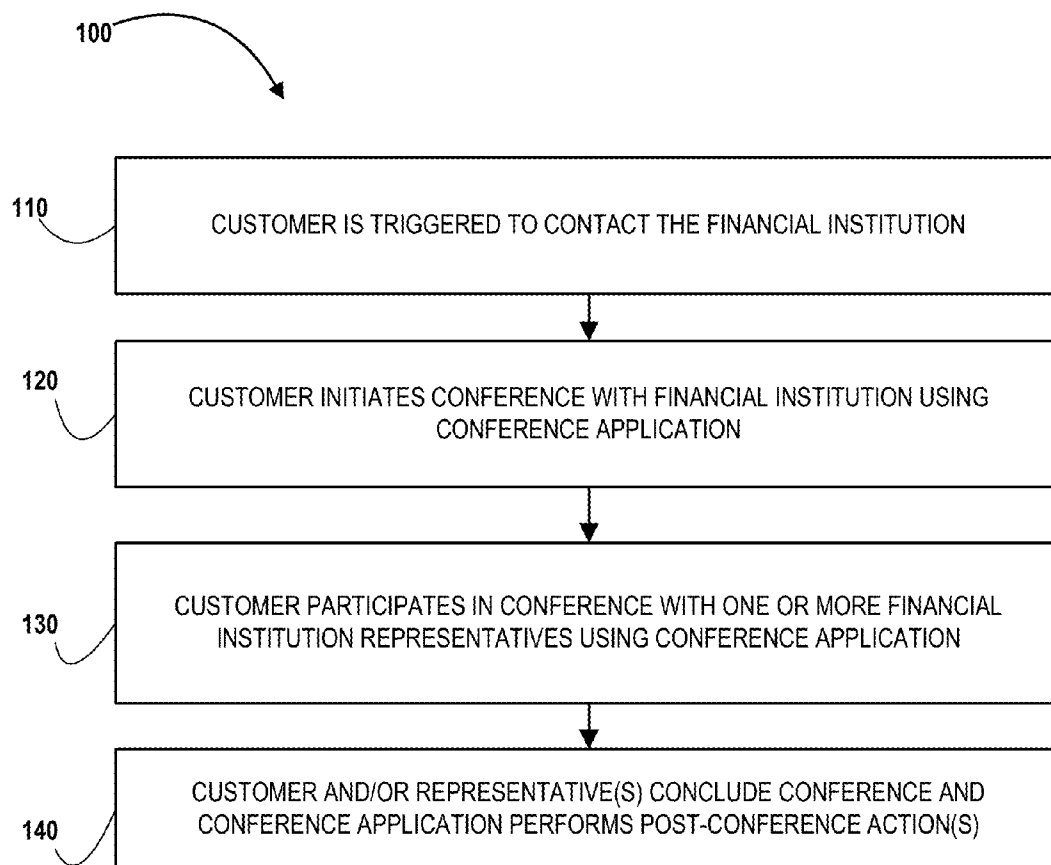 100
110
CUSTOMER IS TRIGGERED TO CONTACT THE FINANCIAL INSTITUTION
120
CUSTOMER INITIATES CONFERENCE WITH FINANCIAL INSTITUTION USING
CONFERENCE APPLICATION
130
CUSTOMER PARTICIPATES IN CONFERENCE WITH ONE OR MORE FINANCIAL
INSTITUTION REPRESENTATIVES USING CONFERENCE APPLICATION
140
CUSTOMER AND/OR REPRESENTATIVE(S) CONCLUDE CONFERENCE AND
CONFERENCE APPLICATION PERFORMS POST-CONFERENCE ACTION(S)